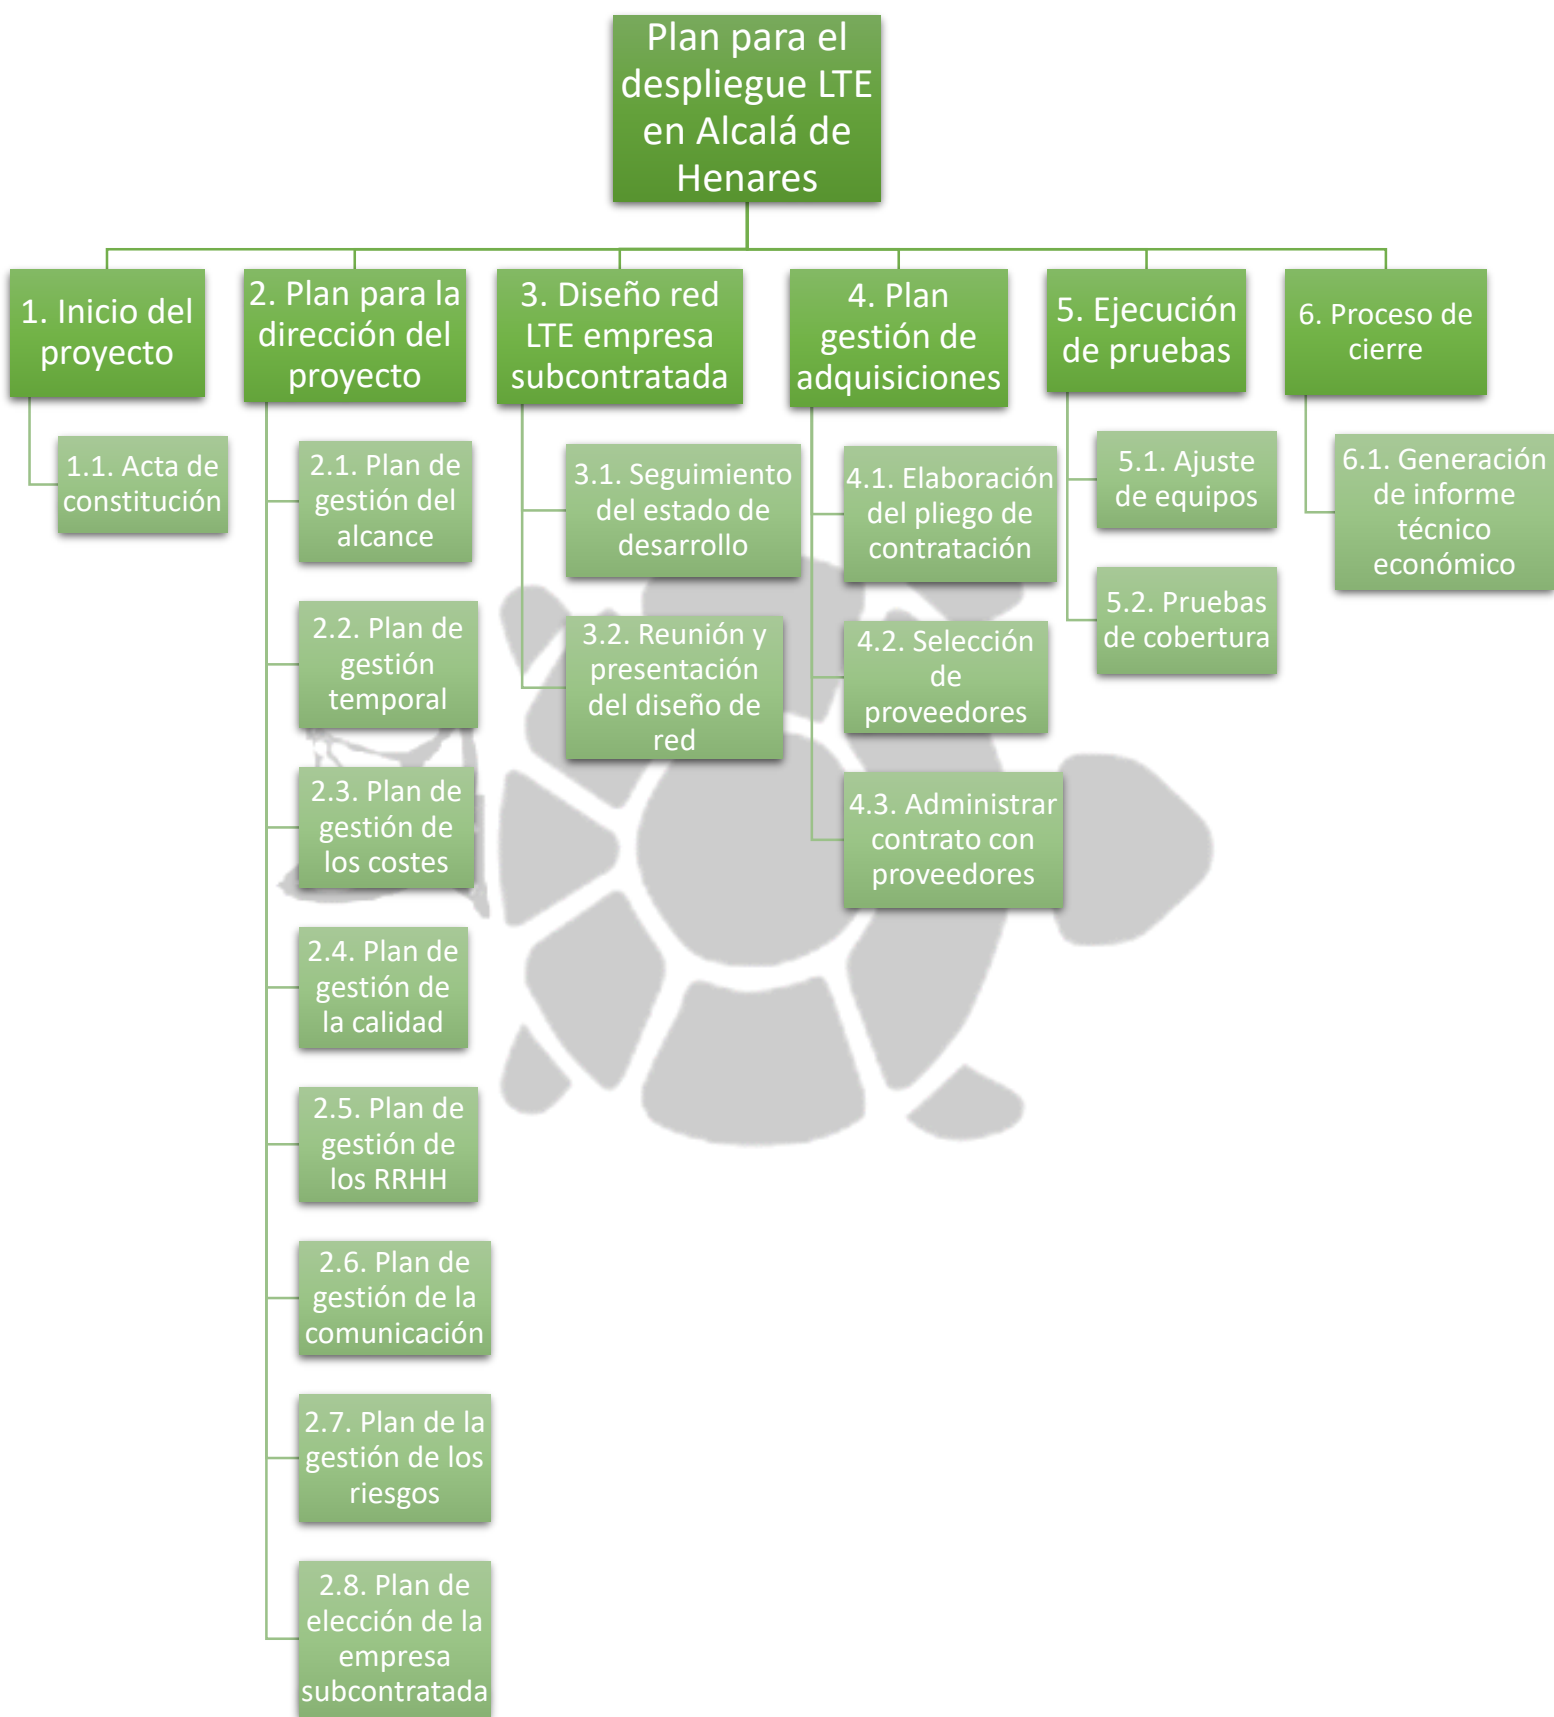 Plan para el
despliegue LTE
en Alcalá de
Henares
1. Inicio del
proyecto
1.1. Acta de
constitución
2. Plan para la
dirección del
proyecto
2.1. Plan de
gestión del
alcance
2.2. Plan de
gestión
temporal
2.3. Plan de
gestión de
los costes
2.4. Plan de
gestión de
la calidad
2.5. Plan de
gestión de
los RRHH
2.6. Plan de
gestión de la
comunicación
2.7. Plan de la
gestión de los
riesgos
2.8. Plan de
elección de la
empresa
subcontratada
3. Diseño red
LTE empresa
subcontratada
3.1. Seguimiento
del estado de
desarrollo
3.2. Reunión y
presentación
del diseño de
red
4. Plan
gestión de
adquisiciones
4.1. Elaboración
del pliego de
contratación
4.2. Selección
de
proveedores
4.3. Administrar
contrato con
proveedores
5. Ejecución
de pruebas
5.1. Ajuste
de equipos
5.2. Pruebas
de cobertura
6. Proceso de
cierre
6.1. Generación
de informe
técnico
económico